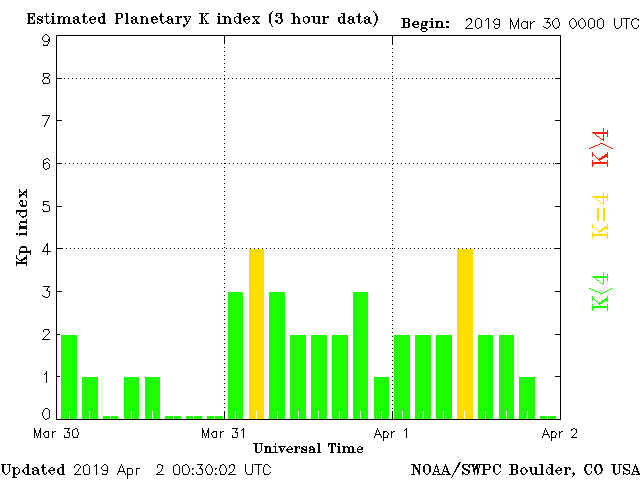 Estimated Planetary K index (3 hour data) Begin: 2019 Mar 30 0000 UTC
9
8
7
6
5
4
3
2
1
0
Kp index
K<4 K=4 K>4
Mar 30 Mar 31 Apr 1 Apr 2
Universal Time
Updated 2019 Apr 2 00:30:02 UTC NOAA/SWPC Boulder, CO USA